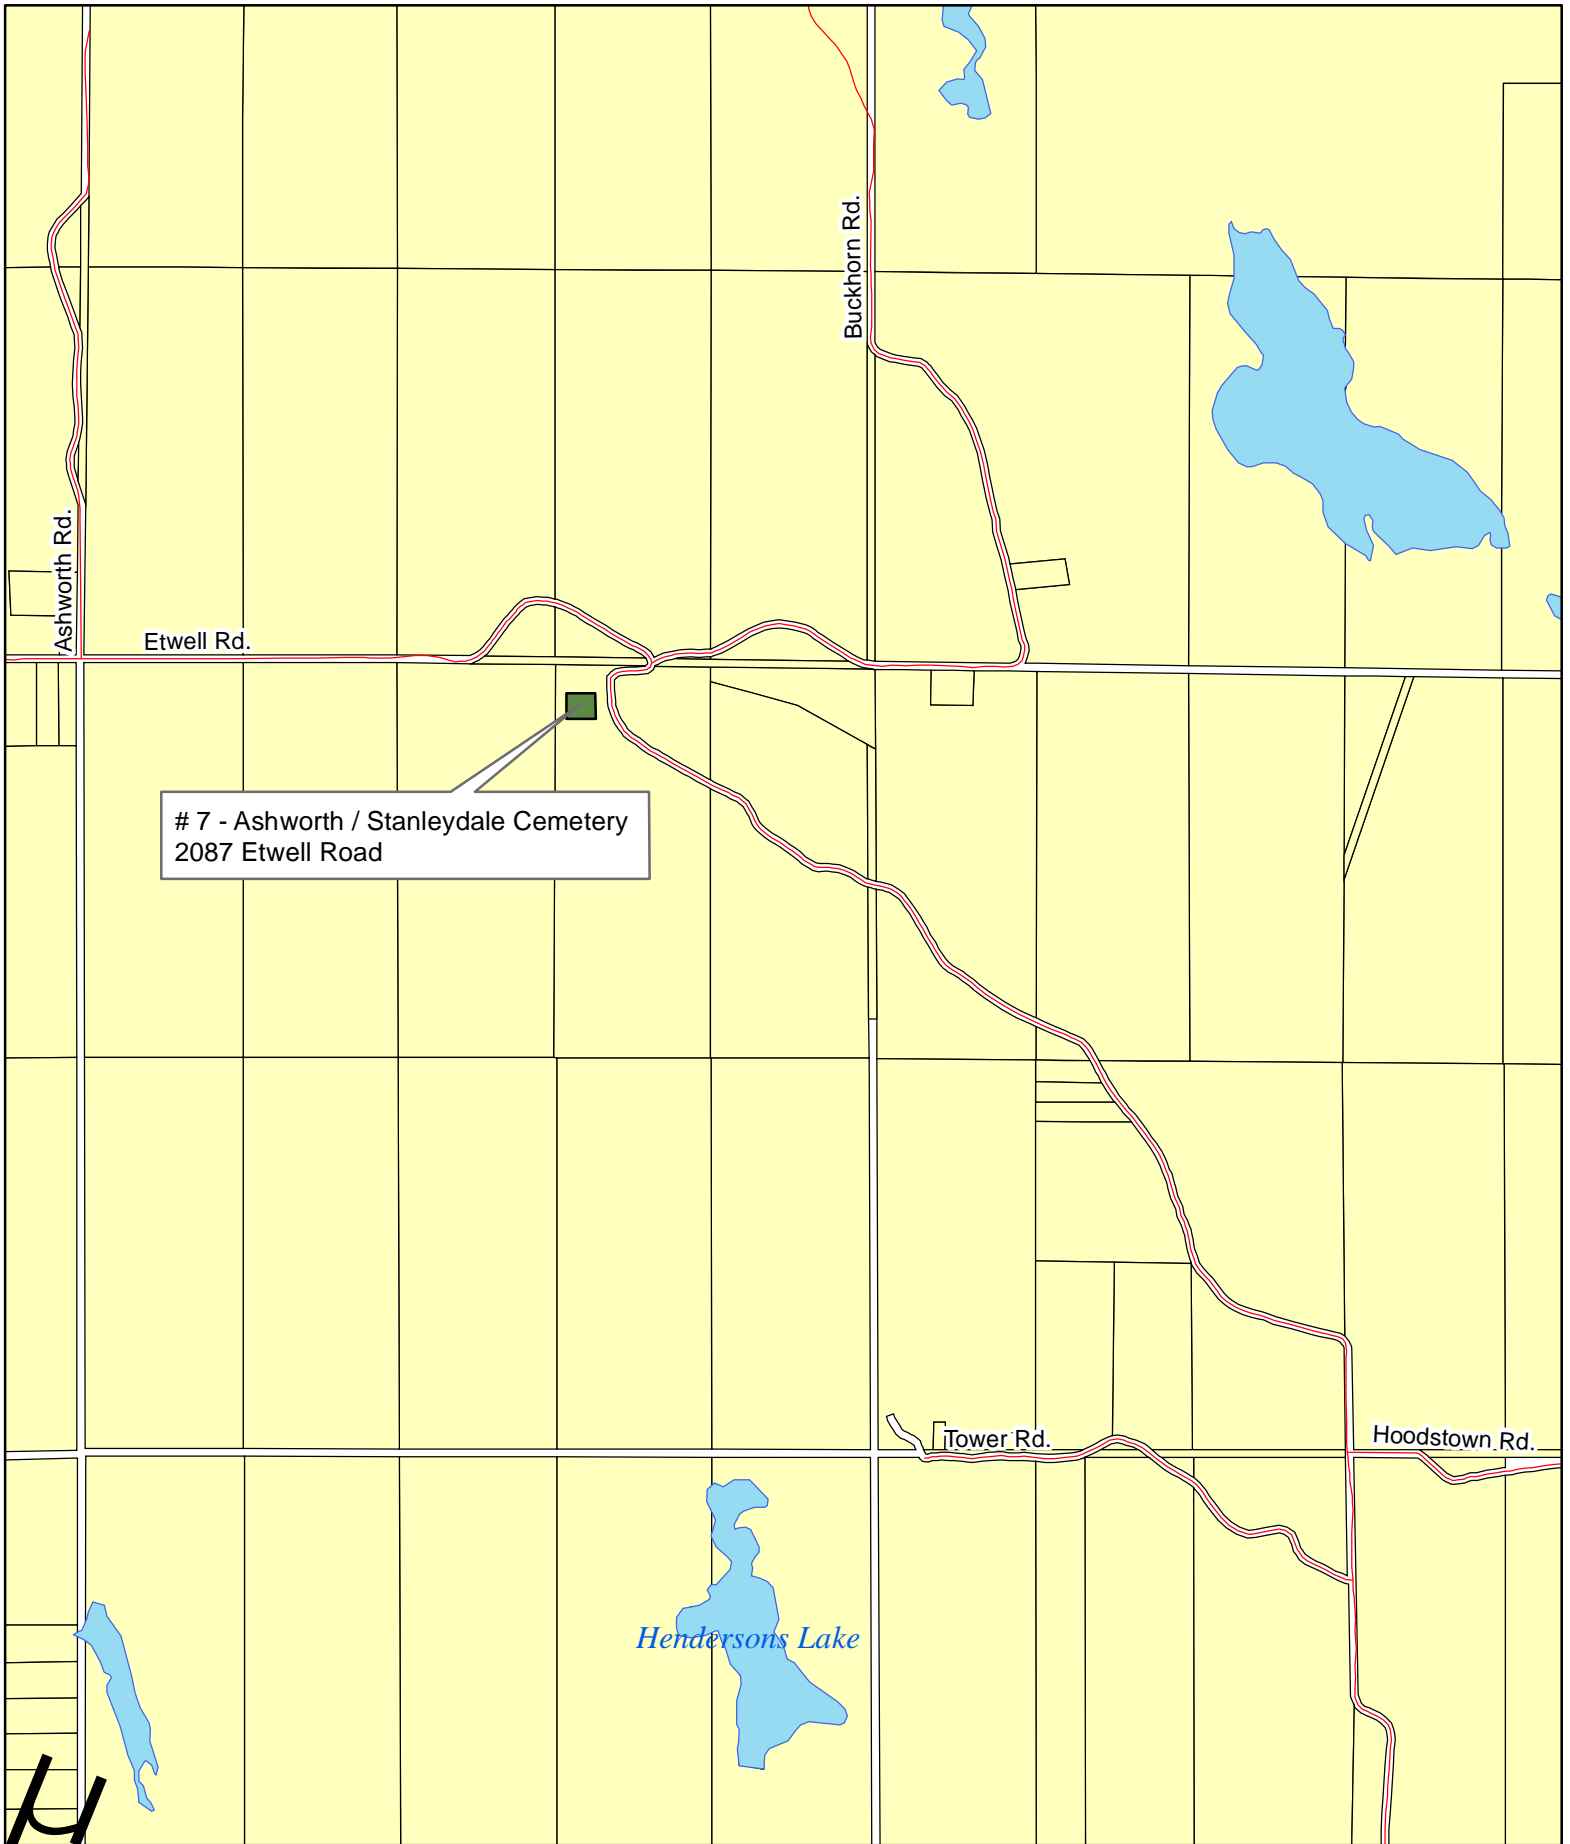 Buckhorn Rd.
Ashworth Rd.
Etwell Rd.
# 7 - Ashworth / Stanleydale Cemetery
2087 Etwell Road
Tower Rd.
Hoodstown Rd.
Hendersons Lake